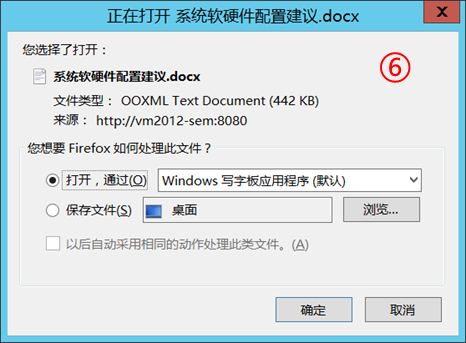 正在打开 系统软硬件配置建议.docx
x
您选择了打开：
⑥
系统软硬件配置建议.docx
文件类型： OOXML Text Document (442 KB)
来源： http://vm2012-sem:8080
您想要 Firefox 如何处理此文件？
打开，通过(O) Windows 写字板应用程序 (默认)
保存文件(S) 桌面 浏览...
以后自动采用相同的动作处理此类文件。(A)
确定 取消